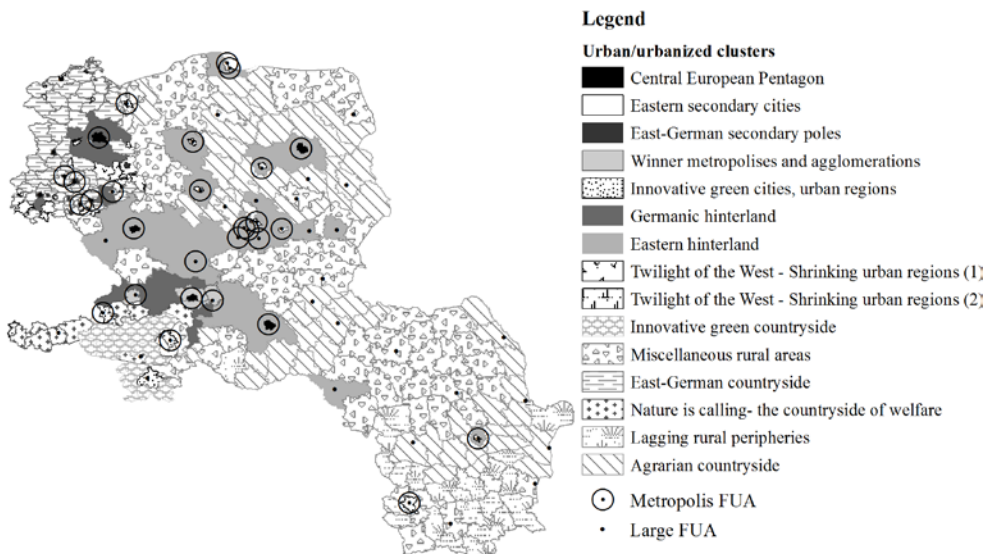 Legend
Urban/urbanized clusters
Central European Pentagon
Eastern secondary cities
East-German secondary poles
Winner metropolises and agglomerations
Innovative green cities, urban regions
Germanic hinterland
Eastern hinterland
Twilight of the West - Shrinking urban regions (1)
Twilight of the West - Shrinking urban regions (2)
Innovative green countryside
Miscellaneous rural areas
East-German countryside
Nature is calling- the countryside of welfare
Lagging rural peripheries
Agrarian countryside
Metropolis FUA
Large FUA